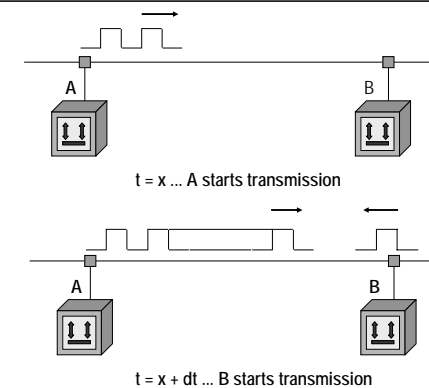 A B
t = x ... A starts transmission
A B
t = x + dt ... B starts transmission